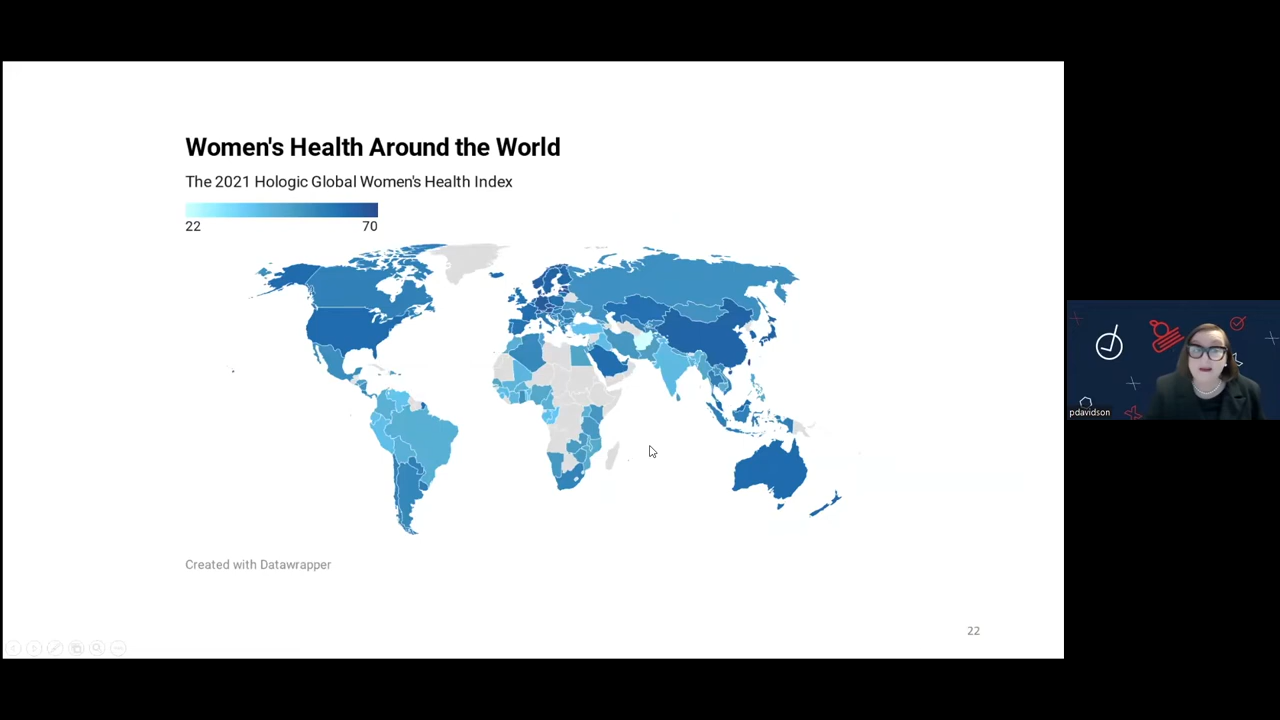 Women's Health Around the World
The 2021 Hologic Global Women's Health Index
22 70
Created with Datawrapper
22
pdavidson